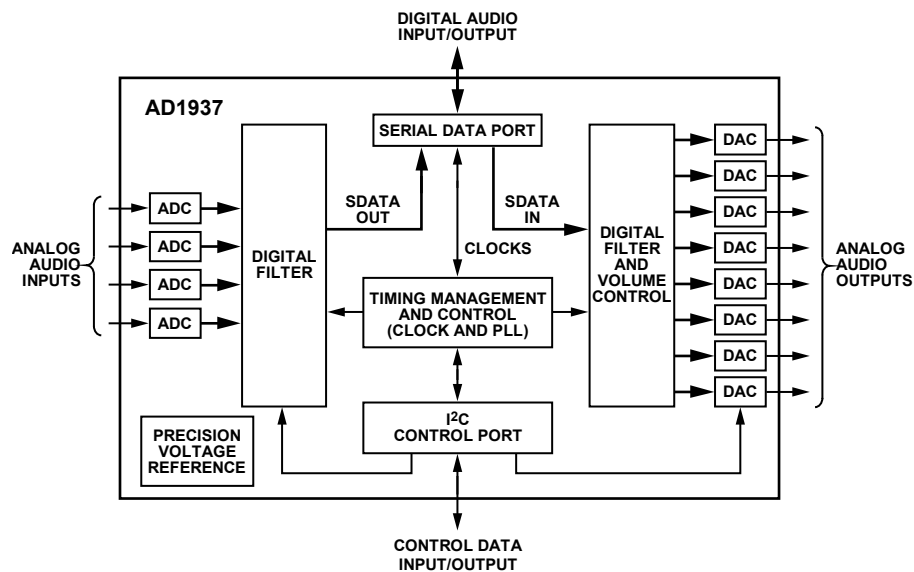 DIGITAL AUDIO
INPUT/OUTPUT
AD1937
SERIAL DATA PORT
SDATA
OUT
SDATA
IN
CLOCKS
ANALOG
AUDIO
INPUTS
ADC
ADC
ADC
ADC
DIGITAL
FILTER
TIMING MANAGEMENT
AND CONTROL
(CLOCK AND PLL)
DIGITAL
FILTER
AND
VOLUME
CONTROL
DAC
DAC
DAC
DAC
DAC
DAC
DAC
DAC
ANALOG
AUDIO
OUTPUTS
PRECISION
VOLTAGE
REFERENCE
I²C
CONTROL PORT
CONTROL DATA
INPUT/OUTPUT